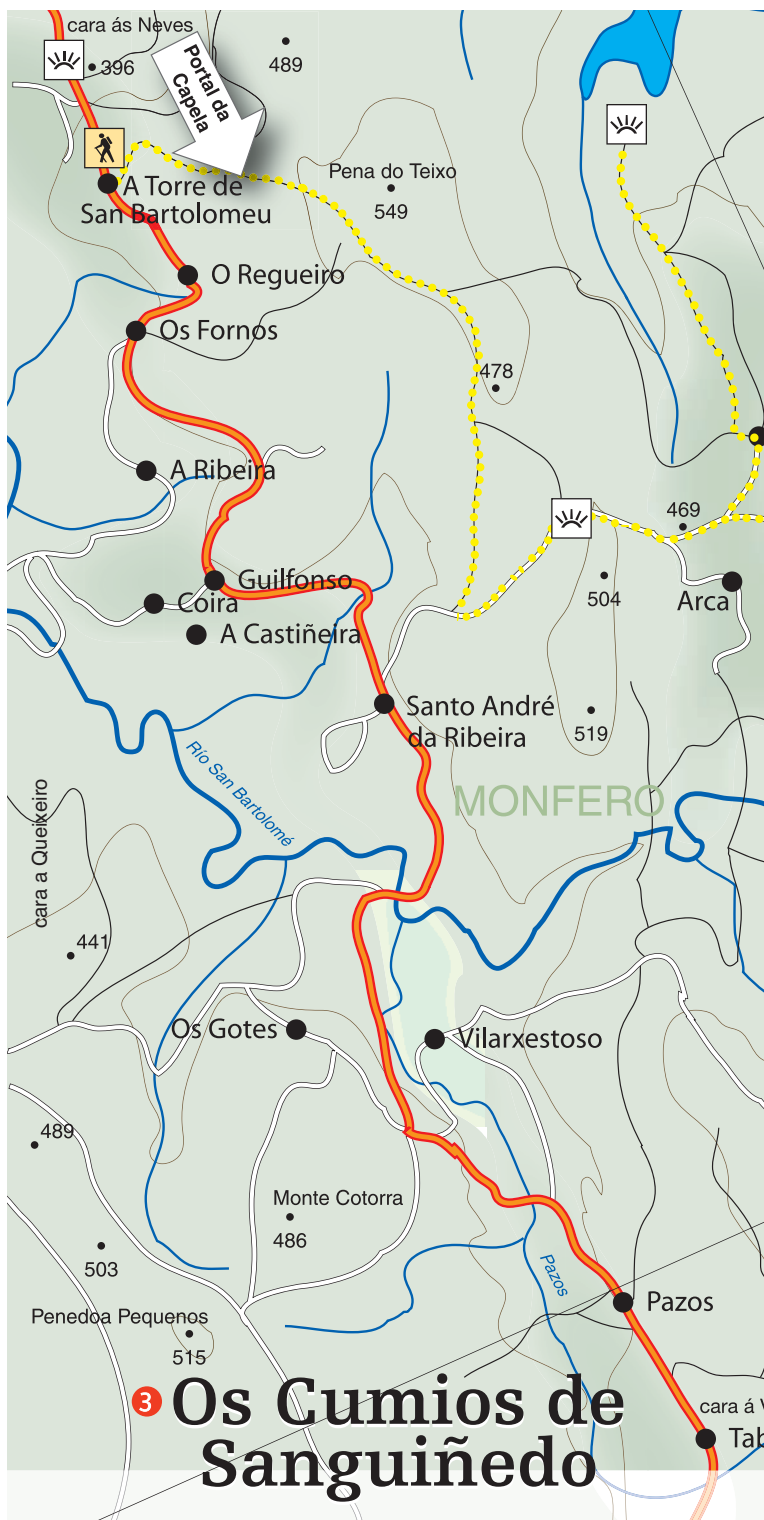 cara ás Neves
396
489
Portal da
Capela
Pena do Teixo
549
A Torre de
San Bartolomeu
O Regueiro
Os Fornos
478
A Ribeira
469
Guilfonso
Coira
504
Arca
A Castiñeira
Santo André
da Ribeira
519
Río San Bartolomé
MONFERO
cara a Queixeiro
441
Os Gotes
Vilarxestoso
489
Monte Cotorra
486
503
Pazos
Pazos
Penedoa Pequenos
515
cara á V
Tab
3 Os Cumios de
Sanguiñedo